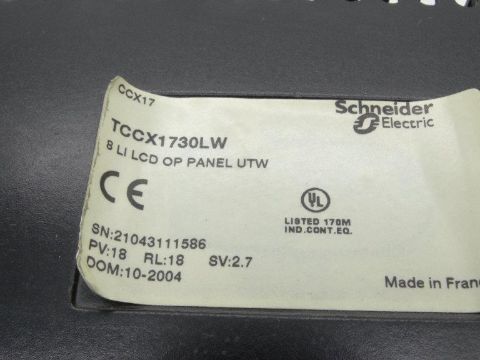 CCX17
Schneider
Electric
TCCX1730LW
8 LI LCD OP PANEL UTW
CE
UL
LISTED 170M
IND.CONT.EQ.
SN:21043111586
PV:18 RL:18 SV:2.7
DOM:10-2004
Made in Franc